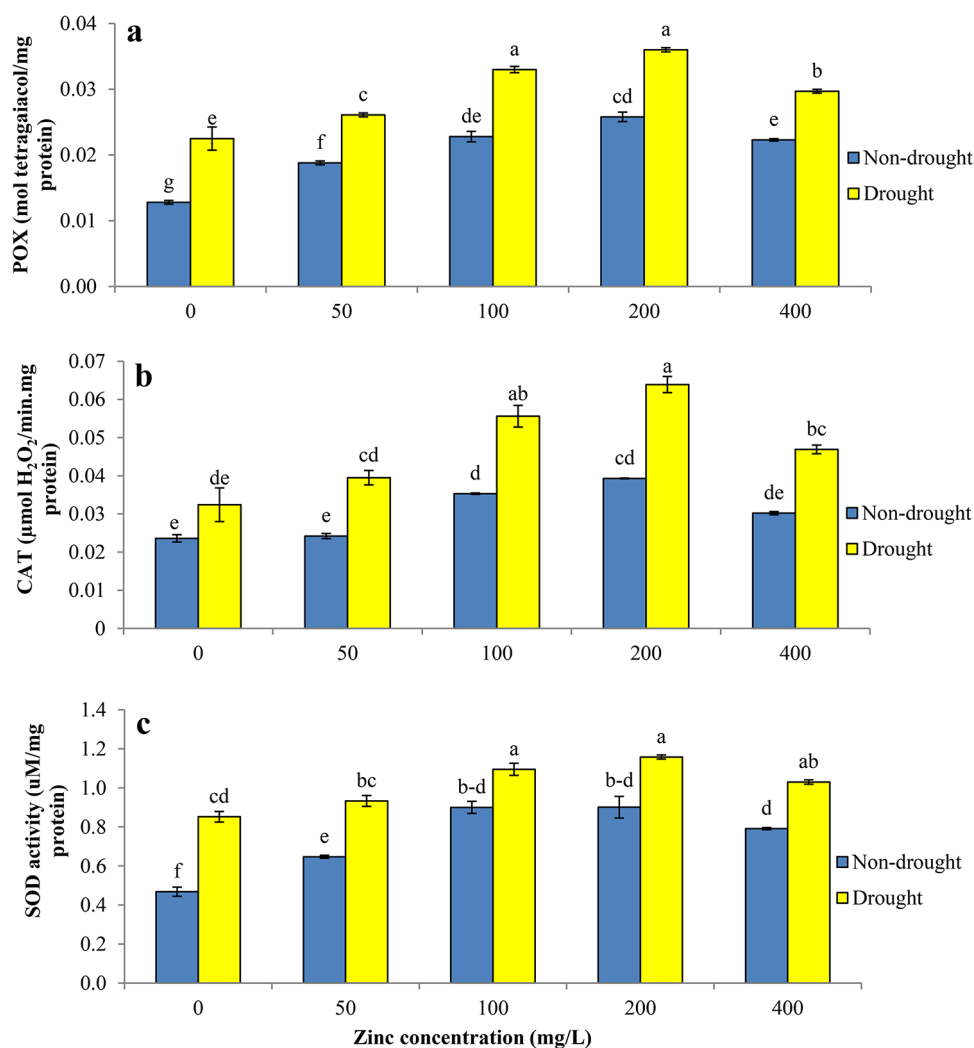 a
POX (mol tetragaiacol/mg
protein)
0.04
0.03
0.02
0.01
0.00
g
e
f
c
de
a
cd
a
e
b
0
50
100
200
400
Non-drought
Drought
b
CAT (µmol H₂O₂/min.mg
protein)
0.07
0.06
0.05
0.04
0.03
0.02
0.01
0
e
de
e
cd
d
ab
cd
a
de
bc
0
50
100
200
400
Non-drought
Drought
c
SOD activity (uM/mg
protein)
1.4
1.2
1.0
0.8
0.6
0.4
0.2
0.0
f
cd
e
bc
b-d
a
b-d
a
d
ab
0
50
100
200
400
Non-drought
Drought
Zinc concentration (mg/L)